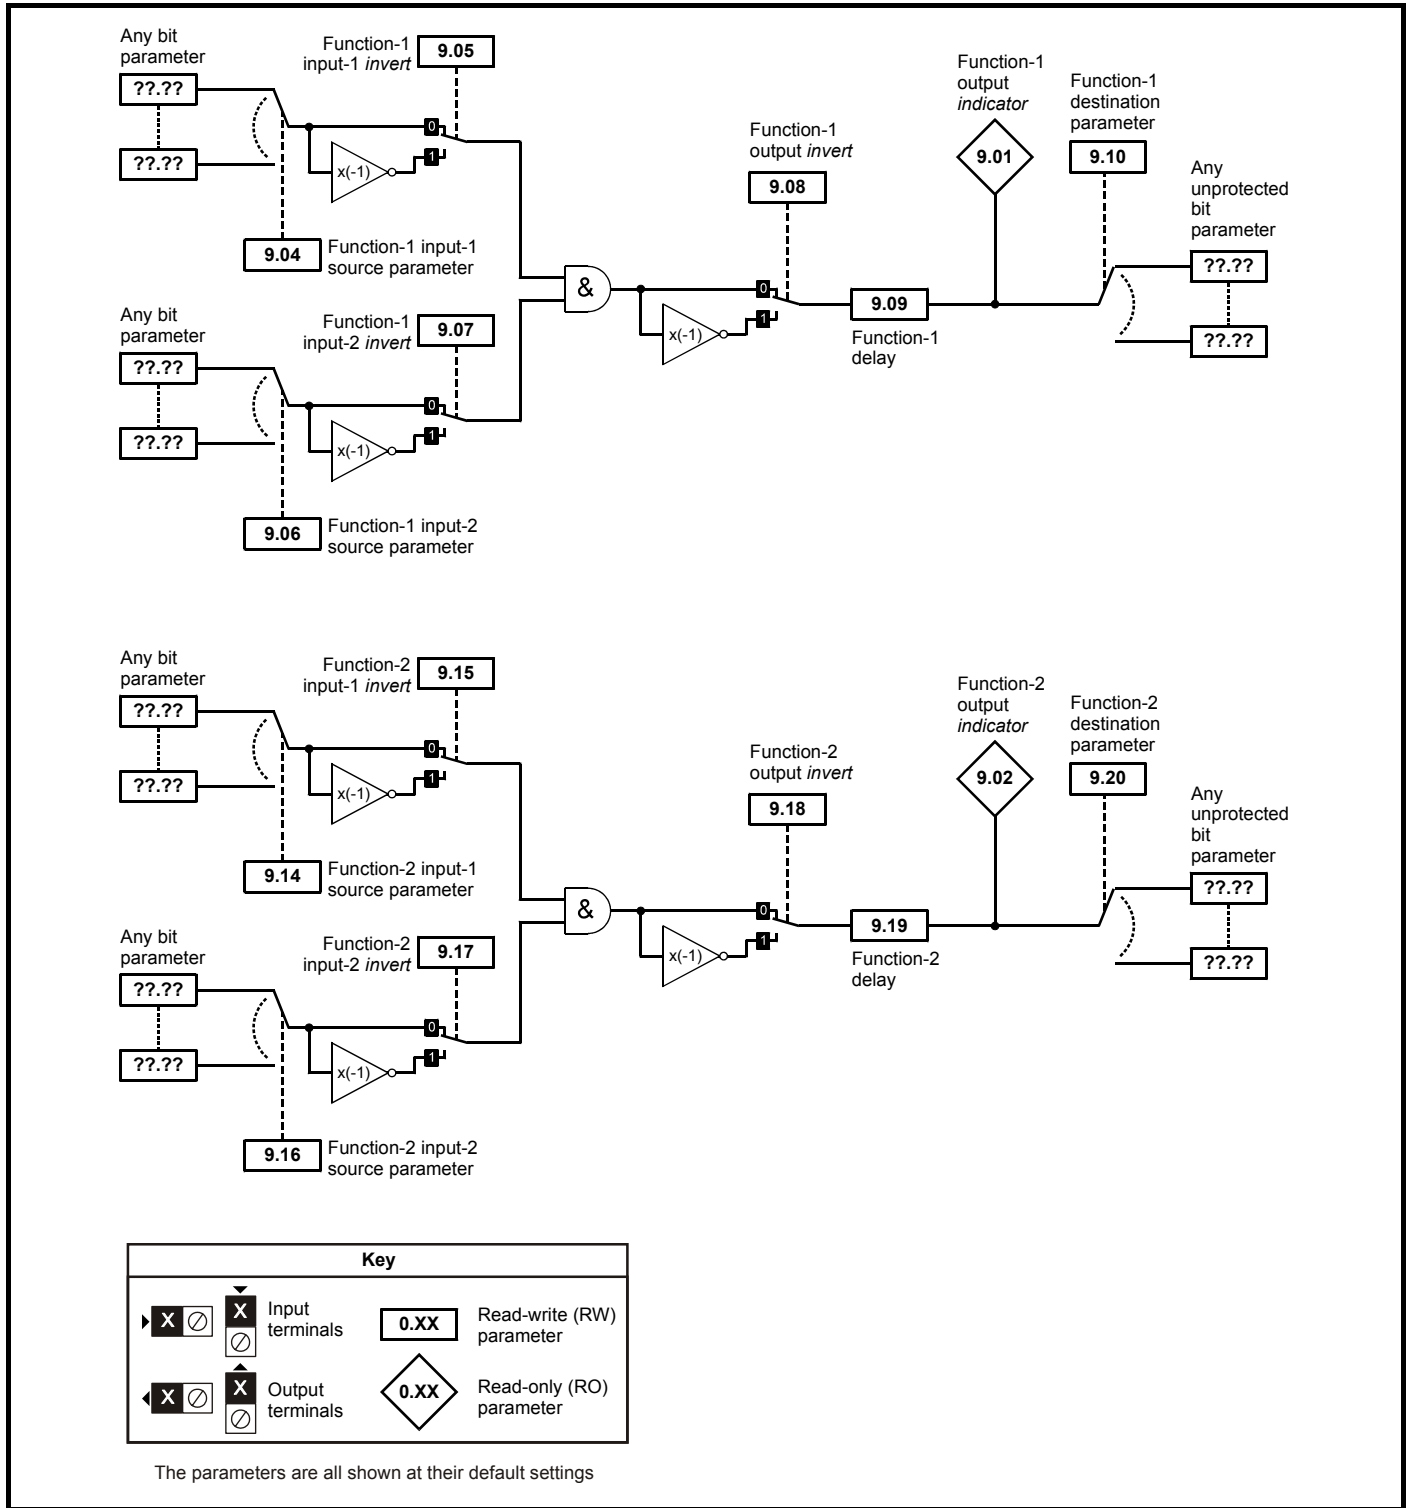 Any bit
parameter
??.??
??.??
Function-1
input-1 invert
9.05
0
1
x(-1)
9.04
Function-1 input-1
source parameter
Any bit
parameter
??.??
??.??
Function-1
input-2 invert
9.07
0
1
x(-1)
9.06
Function-1 input-2
source parameter
&
Function-1
output invert
9.08
0
1
x(-1)
9.09
Function-1
delay
Function-1
output
indicator
9.01
Function-1
destination
parameter
9.10
Any
unprotected
bit
parameter
??.??
??.??
Any bit
parameter
??.??
??.??
Function-2
input-1 invert
9.15
0
1
x(-1)
9.14
Function-2 input-1
source parameter
Any bit
parameter
??.??
??.??
Function-2
input-2 invert
9.17
0
1
x(-1)
9.16
Function-2 input-2
source parameter
&
Function-2
output invert
9.18
0
1
x(-1)
9.19
Function-2
delay
Function-2
output
indicator
9.02
Function-2
destination
parameter
9.20
Any
unprotected
bit
parameter
??.??
??.??
Key
X
X
Input
terminals
0.XX
Read-write (RW)
parameter
X
X
Output
terminals
0.XX
Read-only (RO)
parameter
The parameters are all shown at their default settings